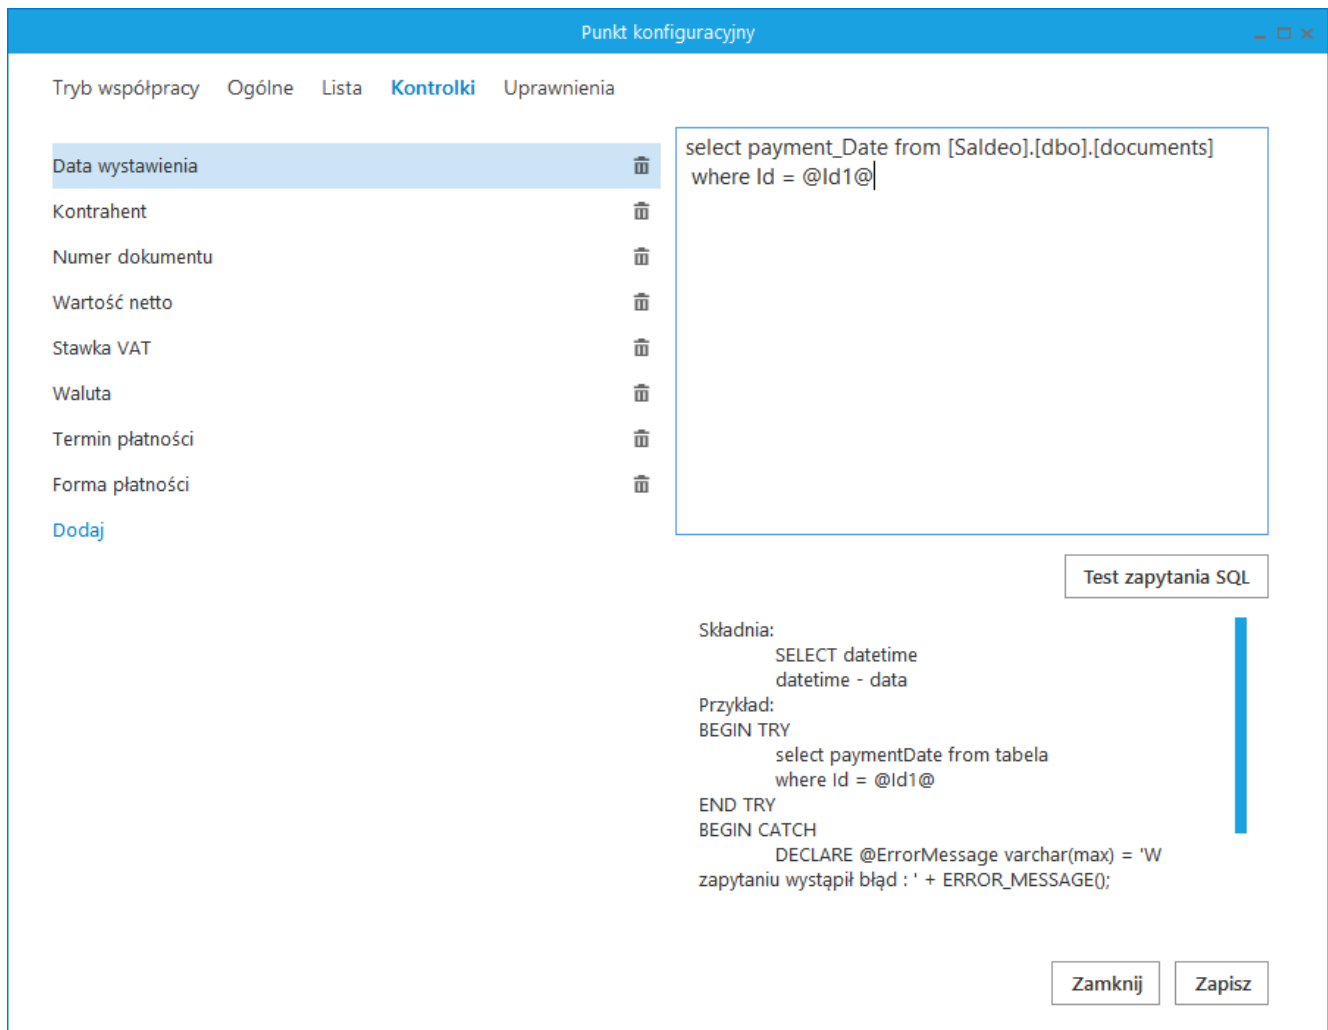 Punkt konfiguracyjny
Tryb współpracy Ogólne Lista Kontrolki Uprawnienia
Data wystawienia
Kontrahent
Numer dokumentu
Wartość netto
Stawka VAT
Waluta
Termin płatności
Forma płatności
Dodaj
select payment_Date from [Saldeo].[dbo].[documents]
where Id = @Id1@
Test zapytania SQL
Składnia:
SELECT datetime
datetime - data
Przykład:
BEGIN TRY
select paymentDate from tabela
where Id = @Id1@
END TRY
BEGIN CATCH
DECLARE @ErrorMessage varchar(max) = 'W
zapytaniu wystąpił błąd : ' + ERROR_MESSAGE();
Zamknij Zapisz